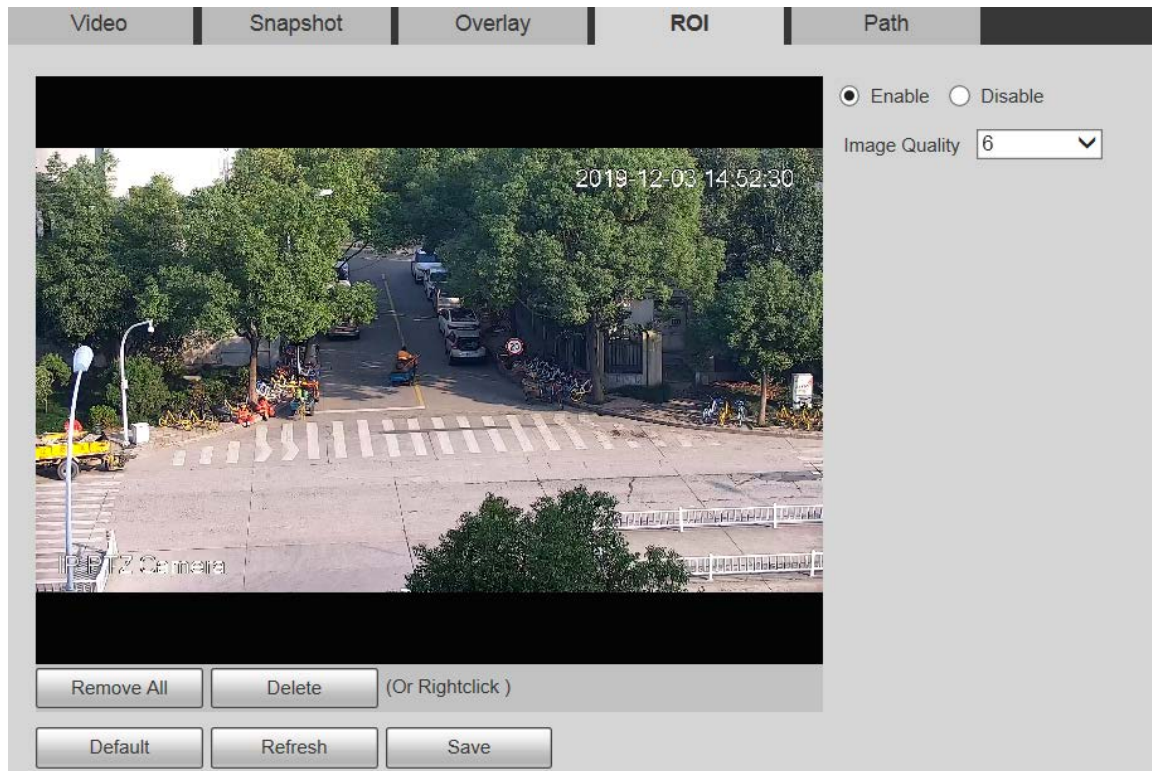 Video Snapshot Overlay ROI Path
Enable Disable
Image Quality 6
2019-12-03 14:52:30
20
IP PTZ Camera
Remove All Delete (Or Rightclick )
Default Refresh Save